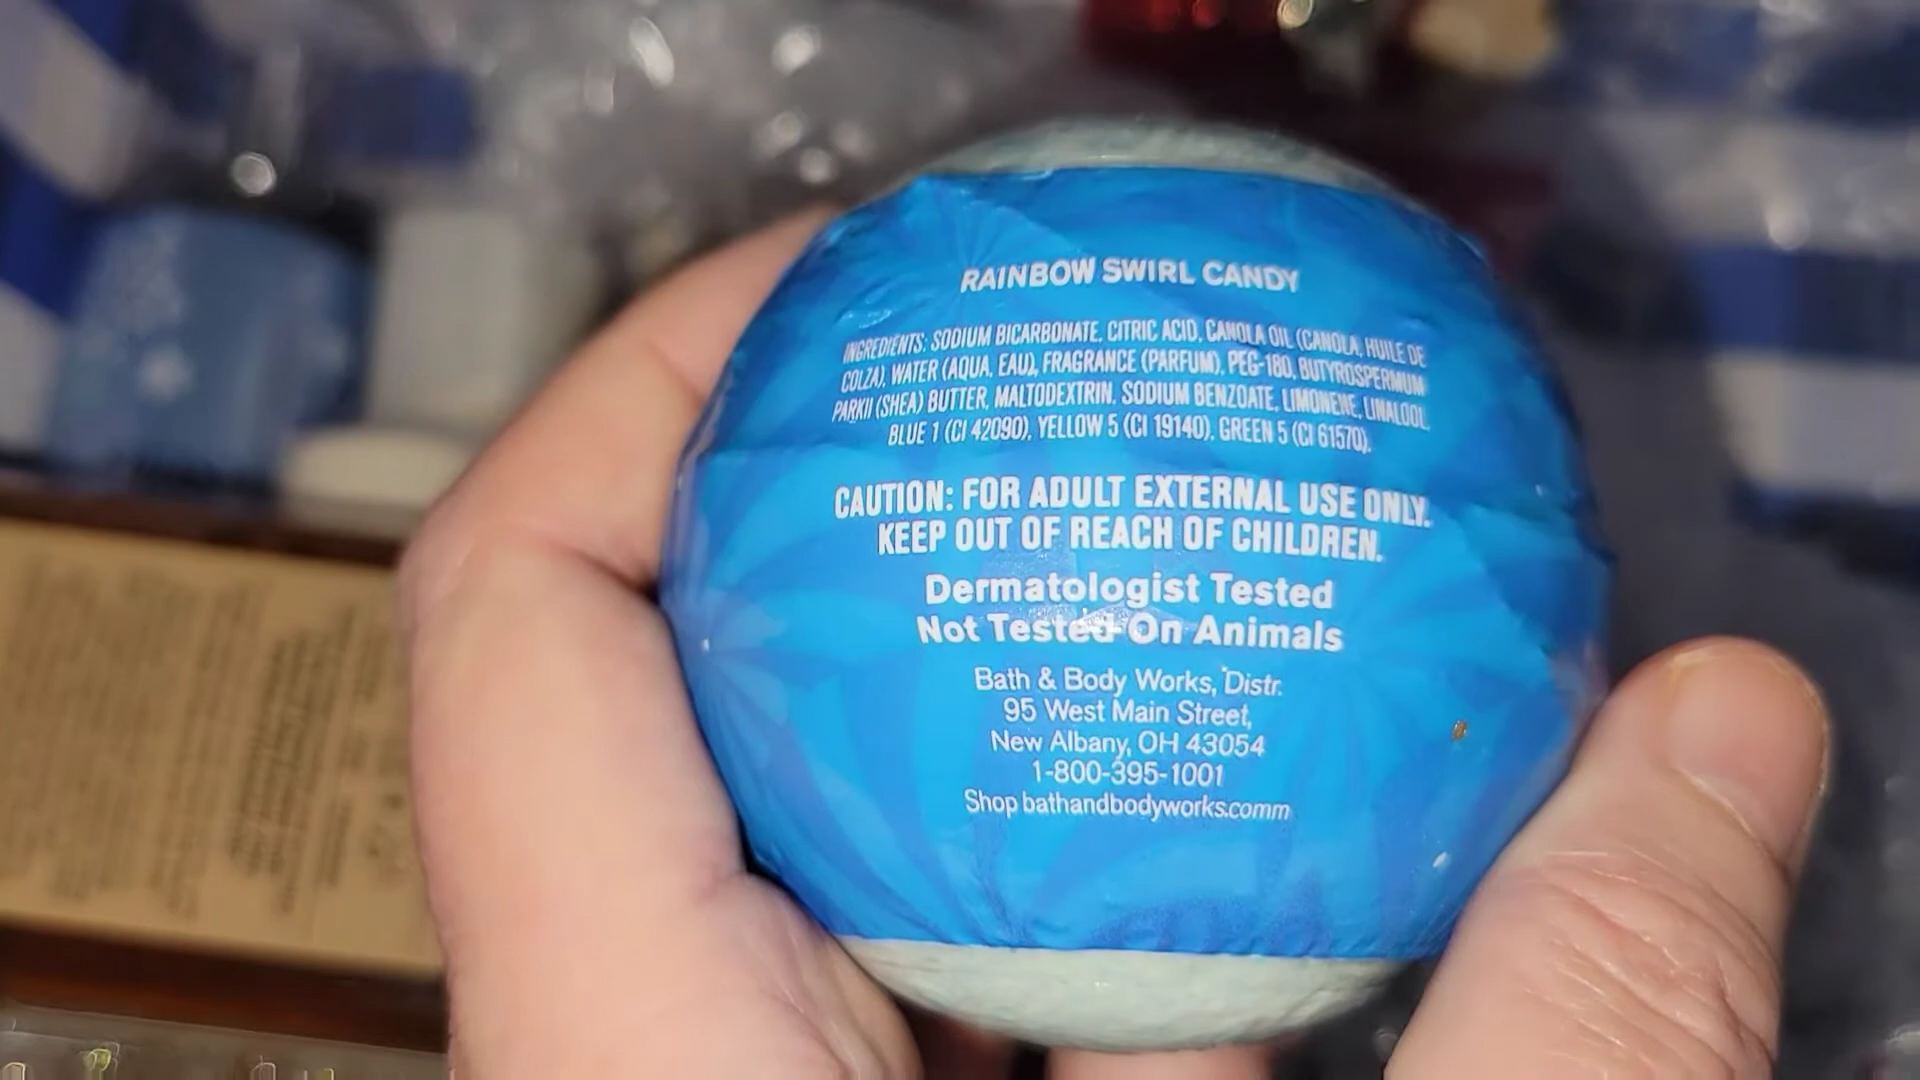 RAINBOW SWIRL CANDY
INGREDIENTS: SODIUM BICARBONATE, CITRIC ACID, CANOLA OIL (CANOLA, HUILE DE
COLZA), WATER (AQUA, EAU), FRAGRANCE (PARFUM), PEG-180, BUTYROSPERMUM
PARKII (SHEA) BUTTER, MALTODEXTRIN, SODIUM BENZOATE, LIMONENE, LINALOOL,
BLUE 1 (CI 42090), YELLOW 5 (CI 19140), GREEN 5 (CI 61570).
CAUTION: FOR ADULT EXTERNAL USE ONLY.
KEEP OUT OF REACH OF CHILDREN.
Dermatologist Tested
Not Tested On Animals
Bath & Body Works, Distr.
95 West Main Street,
New Albany, OH 43054
1-800-395-1001
Shop bathandbodyworks.comm